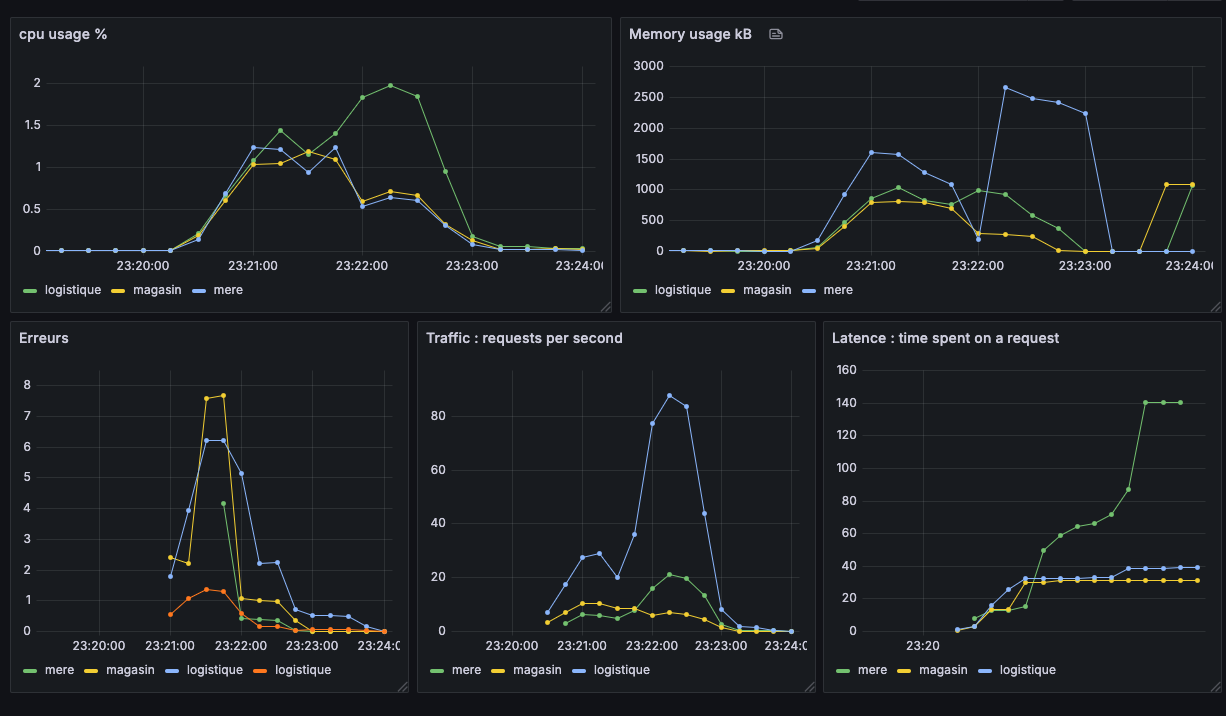 cpu usage %
2
1.5
1
0.5
0
23:20:00 23:21:00 23:22:00 23:23:00 23:24:0
logistique magasin mere
Memory usage kB
3000
2500
2000
1500
1000
500
0
23:20:00 23:21:00 23:22:00 23:23:00 23:24:0
logistique magasin mere
Erreurs
8
7
6
5
4
3
2
1
0
23:20:00 23:21:00 23:22:00 23:23:00 23:24:
mere magasin logistique logistique
Traffic : requests per second
80
60
40
20
0
23:20:00 23:21:00 23:22:00 23:23:00 23:24:
mere magasin logistique
Latence : time spent on a request
160
140
120
100
80
60
40
20
0
23:20
mere magasin logistique